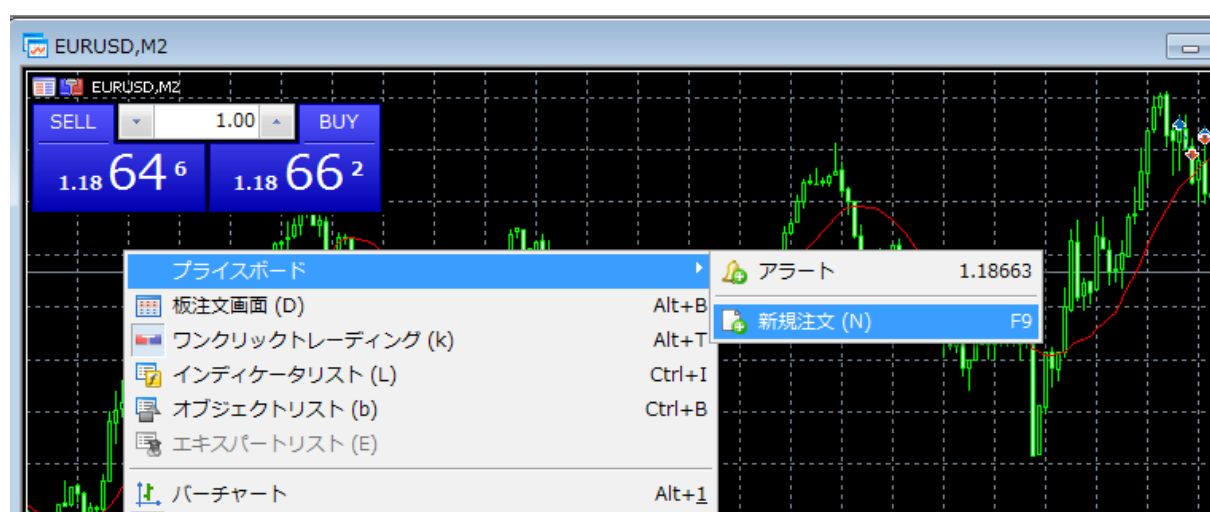 EURUSD,M2
EURUSD,M2
SELL 1.00 BUY
1.18 64 6 1.18 66 2
プライスボード
アラート 1.18663
板注文画面 (D) Alt+B
新規注文 (N) F9
ワンクリックトレーディング (k) Alt+T
インディケータリスト (L) Ctrl+I
オブジェクトリスト (b) Ctrl+B
エキスパートリスト (E)
バーチャート Alt+1